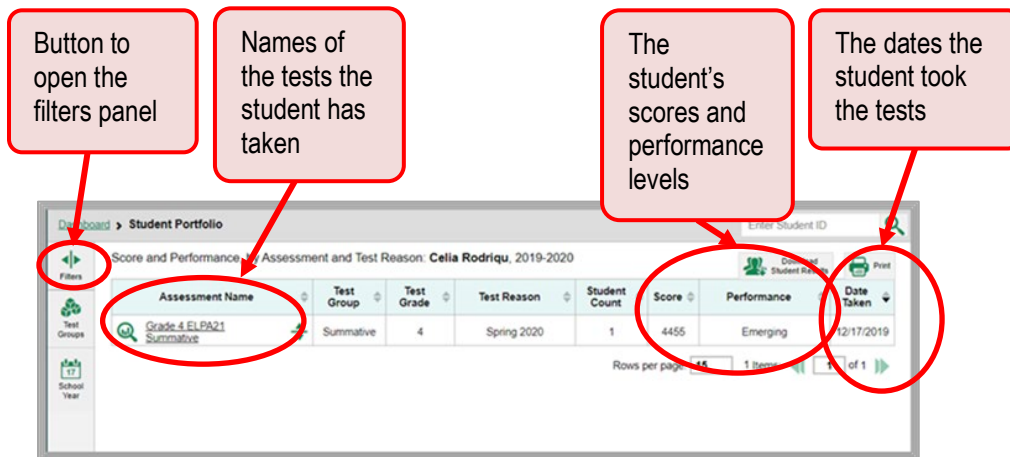 Button to
open the
filters panel
Names of
the tests the
student has
taken
The
student's
scores and
performance
levels
The dates the
student took
the tests
Dashboard > Student Portfolio
Enter Student ID
Filters
Score and Performance, by Assessment and Test Reason: Celia Rodriqu, 2019-2020
Download
Student Results
Print
Assessment Name
Test
Group
Test
Grade
Test Reason
Student
Count
Score
Performance
Date
Taken
Grade 4 ELPA21
Summative
Summative
4
Spring 2020
1
4455
Emerging
12/17/2019
Test
Groups
17
School
Year
Rows per page
15
1 Items
1
of 1